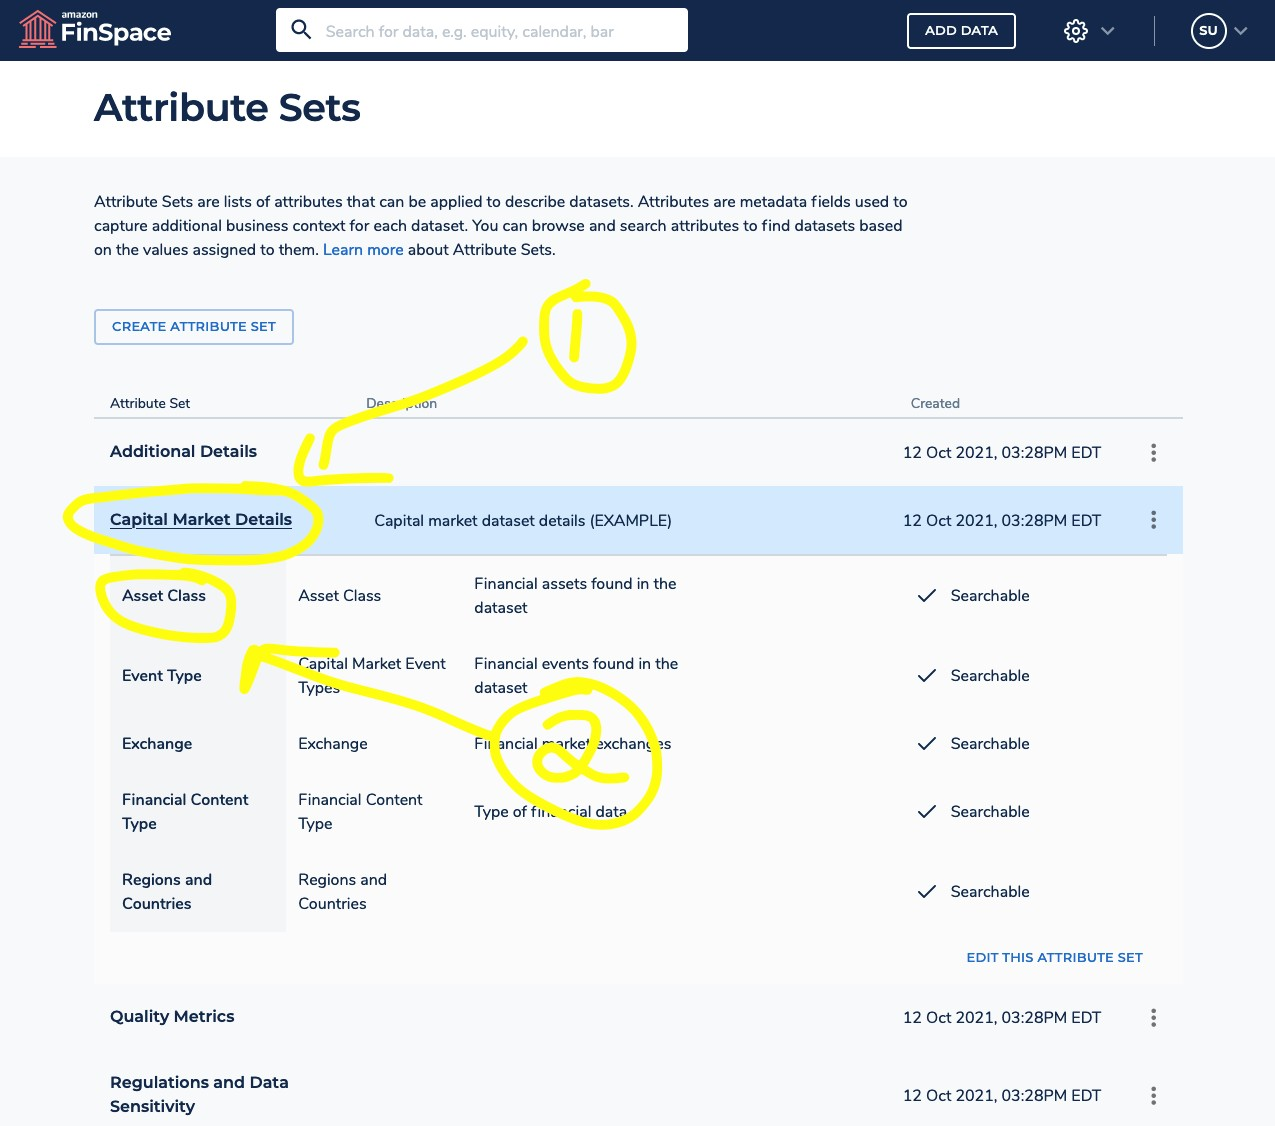 amazon
FinSpace
Search for data, e.g. equity, calendar, bar
ADD DATA
SU
Attribute Sets
Attribute Sets are lists of attributes that can be applied to describe datasets. Attributes are metadata fields used to
capture additional business context for each dataset. You can browse and search attributes to find datasets based
on the values assigned to them. Learn more about Attribute Sets.
1
CREATE ATTRIBUTE SET
Attribute Set Description Created
Additional Details 12 Oct 2021, 03:28PM EDT
Capital Market Details Capital market dataset details (EXAMPLE) 12 Oct 2021, 03:28PM EDT
Asset Class Asset Class Financial assets found in the
dataset Searchable
Event Type Capital Market Event
Types Financial events found in the
dataset Searchable
2
Exchange Exchange Financial market exchanges Searchable
Financial Content
Type Financial Content
Type Type of financial data Searchable
Regions and
Countries Regions and
Countries Searchable
EDIT THIS ATTRIBUTE SET
Quality Metrics 12 Oct 2021, 03:28PM EDT
Regulations and Data
Sensitivity 12 Oct 2021, 03:28PM EDT